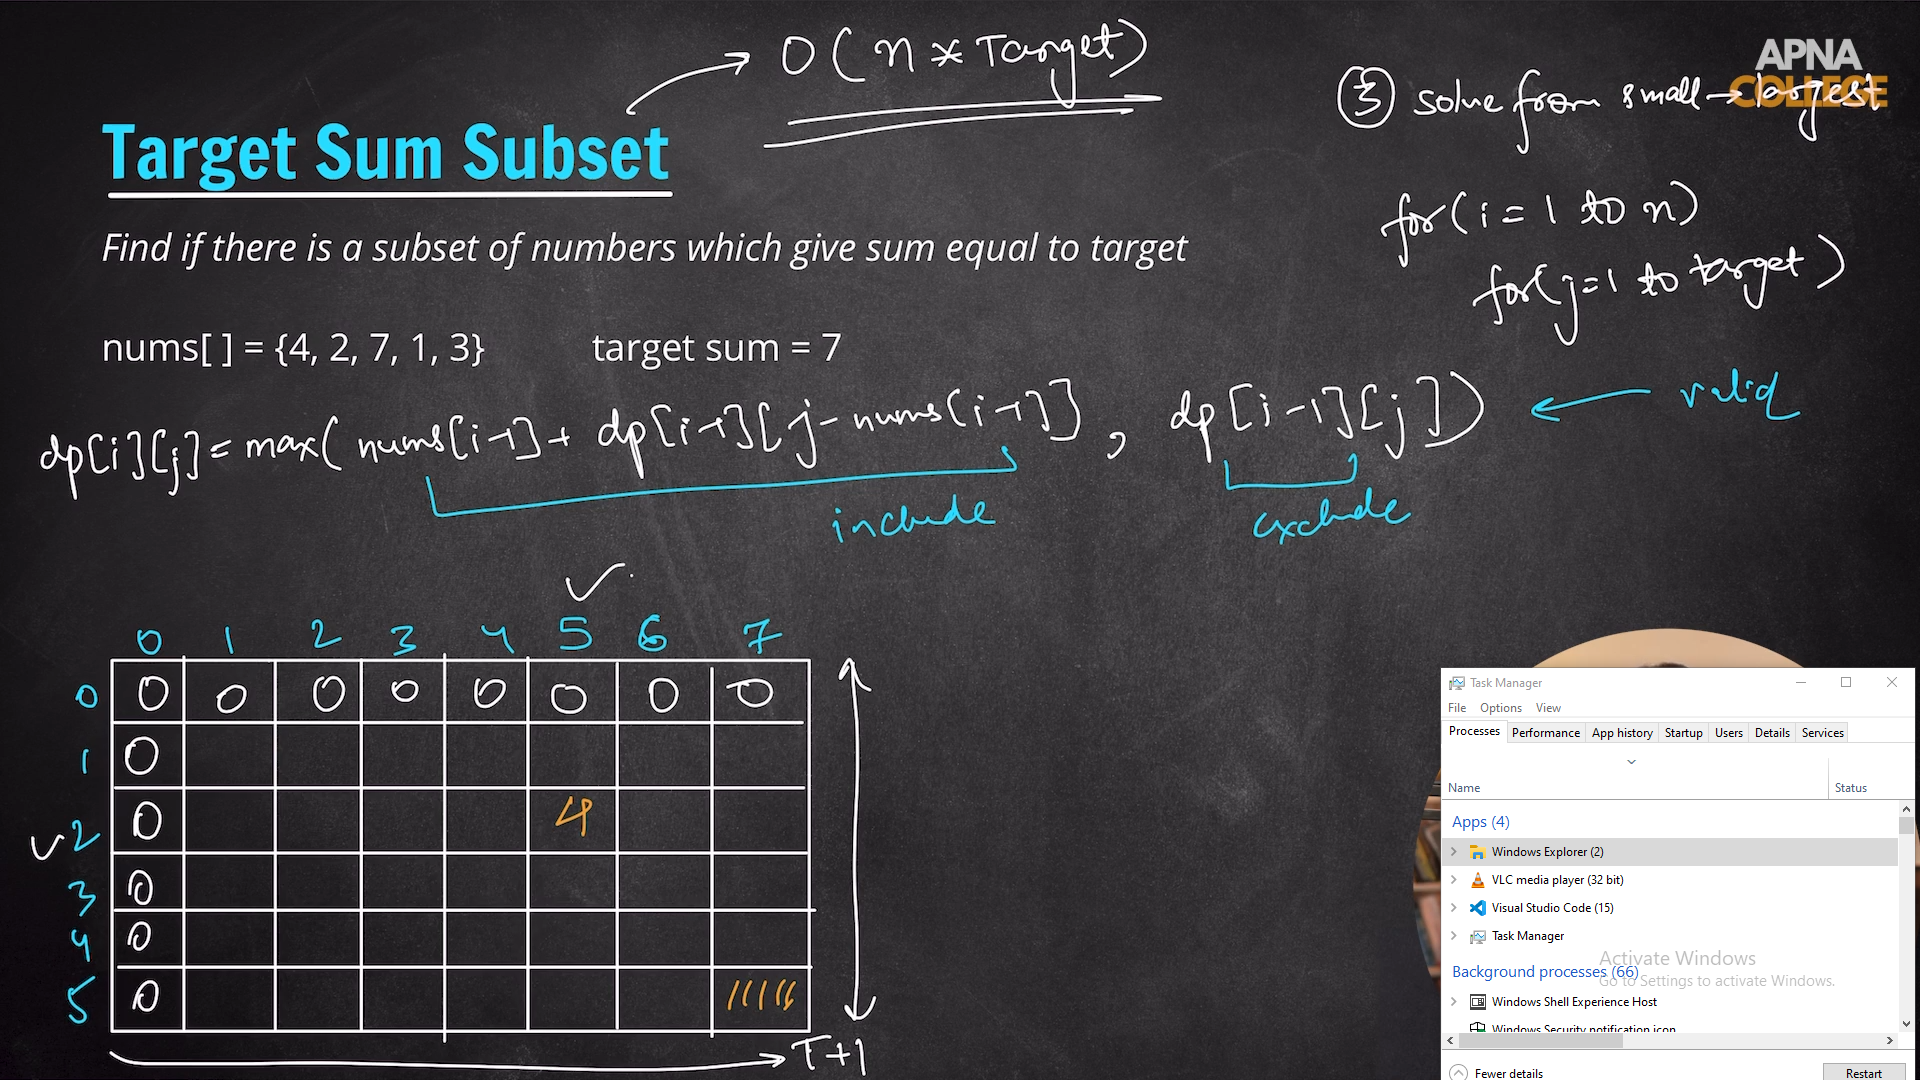 O(n * Target)
APNA
COLLEGE
③ solve from small → largest
Target Sum Subset
for(i = 1 to n)
Find if there is a subset of numbers which give sum equal to target
for(j=1 to target)
nums[ ] = {4, 2, 7, 1, 3} target sum = 7
dp[i][j] = max(nums[i-1] + dp[i-1][j-nums[i-1]], dp[i-1][j]) ← valid
include exclude
✓
0 1 2 3 4 5 6 7
0 0 0 0 0 0 0 0 0
1 0
✓ 2 0 4
3 0
4 0
5 0
T+1
Task Manager
File Options View
Processes Performance App history Startup Users Details Services
Name Status
Apps (4)
Windows Explorer (2)
VLC media player (32 bit)
Visual Studio Code (15)
Task Manager
Activate Windows
Background processes (66)
Go to Settings to activate Windows.
Windows Shell Experience Host
Windows Security notification icon
Fewer details Restart